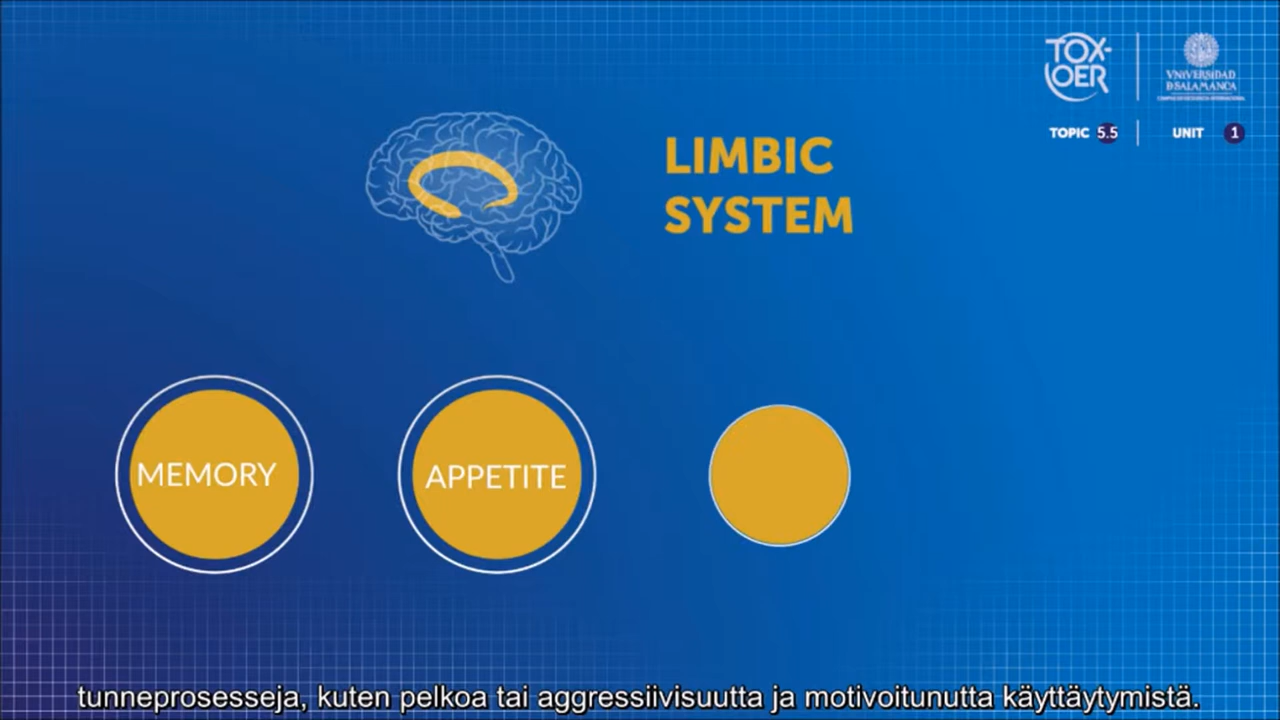 TOX-
OER
VNIVERSIDAD
D SALAMANCA
TOPIC 5.5
UNIT 1
LIMBIC
SYSTEM
MEMORY
APPETITE
tunneprosesseja, kuten pelkoa tai aggressiivisuutta ja motivoitunutta käyttäytymistä.